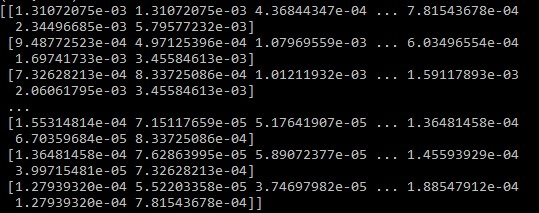 [[1.31072075e-03 1.31072075e-03 4.36844347e-04 ... 7.81543678e-04
2.34496685e-03 5.79577232e-03]
[9.48772523e-04 4.97125396e-04 1.07969559e-03 ... 6.03496554e-04
1.69741733e-03 3.45584613e-03]
[7.32628213e-04 8.33725086e-04 1.01211932e-03 ... 1.59117893e-03
2.06061795e-03 3.45584613e-03]
...
[1.55314814e-04 7.15117659e-05 5.17641907e-05 ... 1.36481458e-04
6.70359684e-05 8.33725086e-04]
[1.36481458e-04 7.62863995e-05 5.89072377e-05 ... 1.45593929e-04
3.99715481e-05 7.32628213e-04]
[1.27939320e-04 5.52203358e-05 3.74697982e-05 ... 1.88547912e-04
1.27939320e-04 7.81543678e-04]]